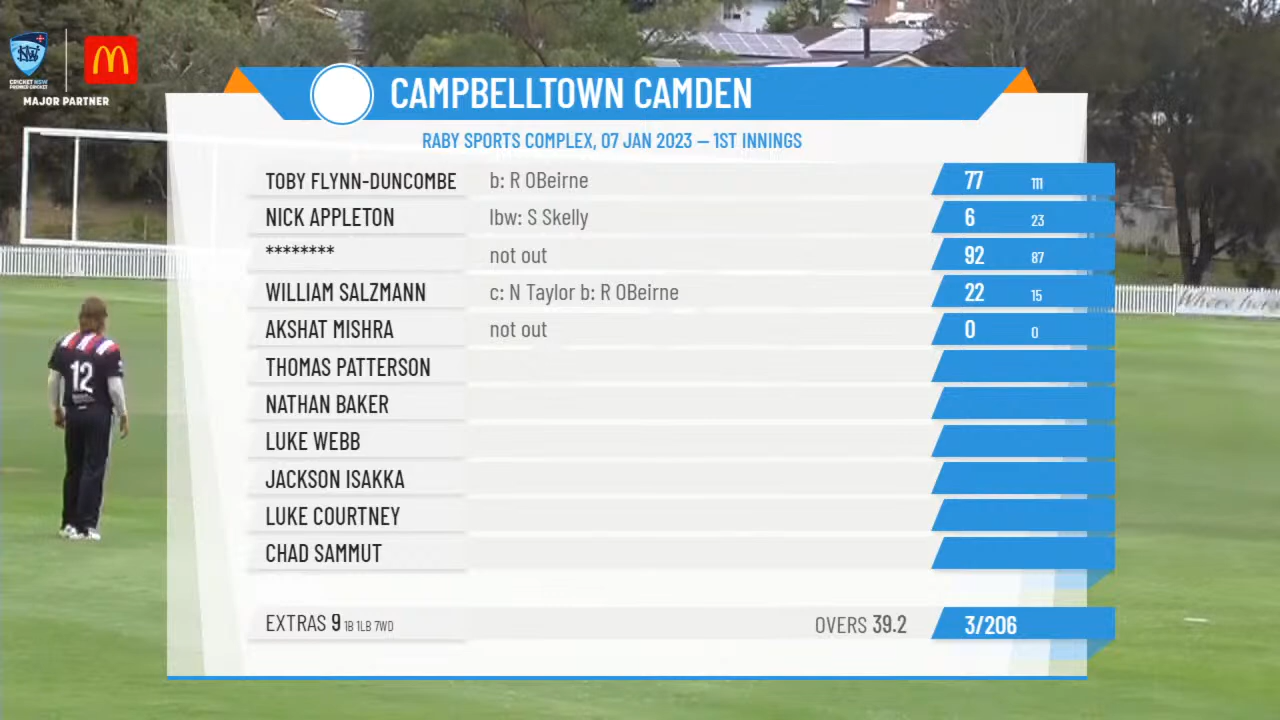 CRICKET NSW
PREMIER CRICKET
MAJOR PARTNER
CAMPBELLTOWN CAMDEN
RABY SPORTS COMPLEX, 07 JAN 2023 – 1ST INNINGS
TOBY FLYNN-DUNCOMBE b: R OBeirne 77 111
NICK APPLETON lbw: S Skelly 6 23
******** not out 92 87
WILLIAM SALZMANN c: N Taylor b: R OBeirne 22 15
AKSHAT MISHRA not out 0 0
THOMAS PATTERSON
NATHAN BAKER
LUKE WEBB
JACKSON ISAKKA
LUKE COURTNEY
CHAD SAMMUT
EXTRAS 9 1B 1LB 7WD OVERS 39.2 3/206
12
Where